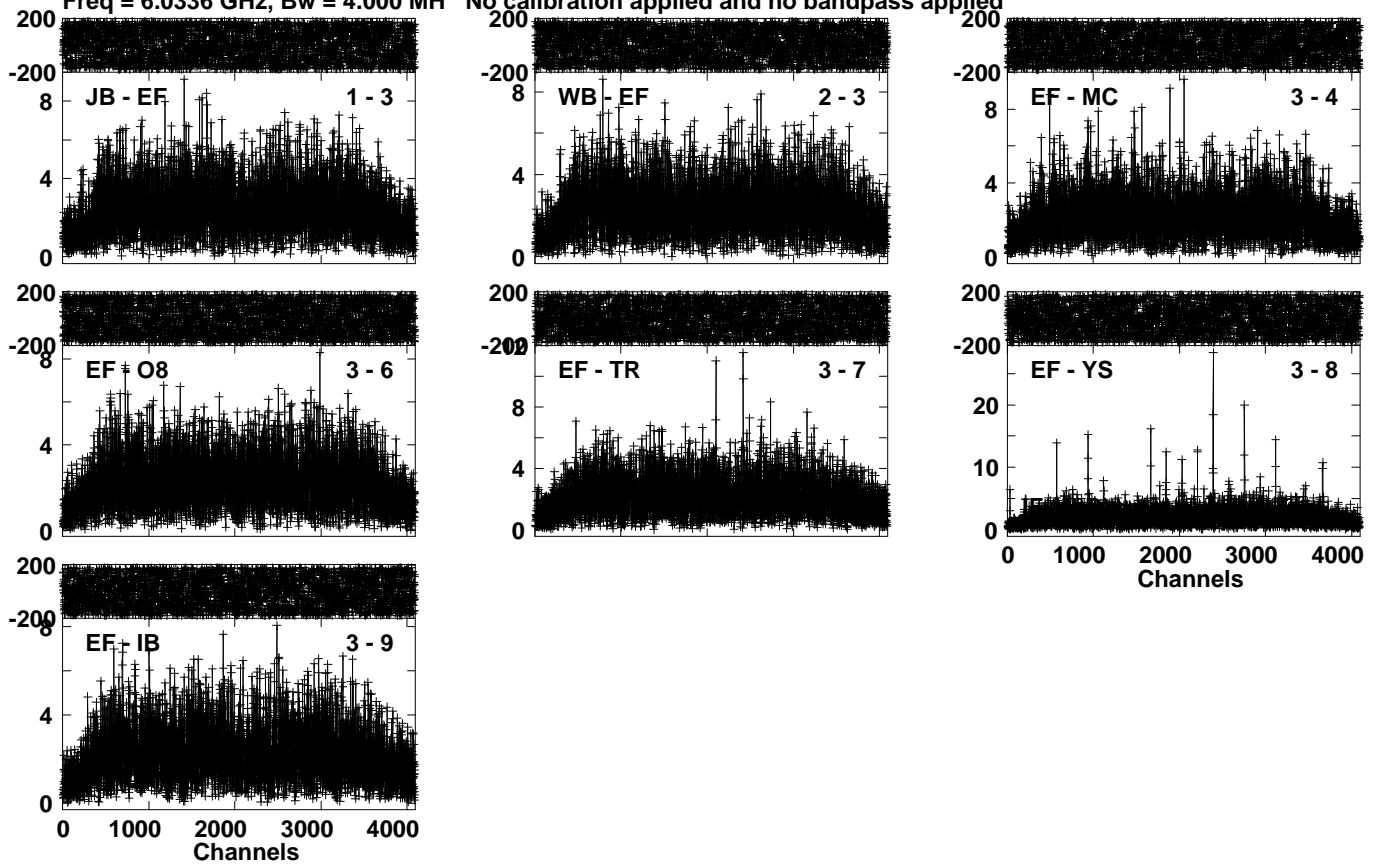 Freq = 6.0336 GHz, Bw = 4.000 MH No calibration applied and no bandpass applied
200 200 200
-200 -200 -200
JB - EF 1 - 3 WB - EF 2 - 3 EF - MC 3 - 4
8 8 8
4 4 4
0 0 0
200 200 200
-200 -200 12 -200
EF - O8 3 - 6 EF - TR 3 - 7 EF - YS 3 - 8
8 8 20
4 4 10
0 0 0
0 1000 2000 3000 4000
Channels
200
-200
8
EF - IB 3 - 9
4
0
0 1000 2000 3000 4000
Channels